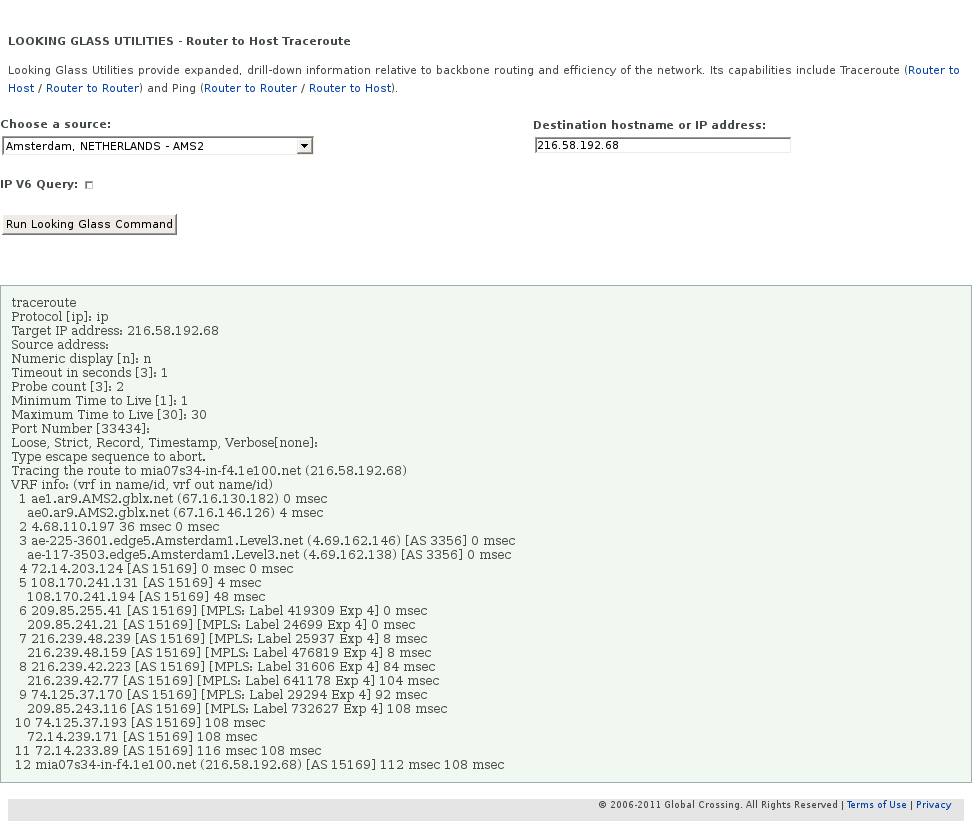 LOOKING GLASS UTILITIES - Router to Host Traceroute
Looking Glass Utilities provide expanded, drill-down information relative to backbone routing and efficiency of the network. Its capabilities include Traceroute (Router to
Host / Router to Router) and Ping (Router to Router / Router to Host).
Choose a source:
Destination hostname or IP address:
Amsterdam, NETHERLANDS - AMS2
216.58.192.68
IP V6 Query:
Run Looking Glass Command
traceroute
Protocol [ip]: ip
Target IP address: 216.58.192.68
Source address:
Numeric display [n]: n
Timeout in seconds [3]: 1
Probe count [3]: 2
Minimum Time to Live [1]: 1
Maximum Time to Live [30]: 30
Port Number [33434]:
Loose, Strict, Record, Timestamp, Verbose[none]:
Type escape sequence to abort.
Tracing the route to mia07s34-in-f4.1e100.net (216.58.192.68)
VRF info: (vrf in name/id, vrf out name/id)
1 ae1.ar9.AMS2.gblx.net (67.16.130.182) 0 msec
ae0.ar9.AMS2.gblx.net (67.16.146.126) 4 msec
2 4.68.110.197 36 msec 0 msec
3 ae-225-3601.edge5.Amsterdam1.Level3.net (4.69.162.146) [AS 3356] 0 msec
ae-117-3503.edge5.Amsterdam1.Level3.net (4.69.162.138) [AS 3356] 0 msec
4 72.14.203.124 [AS 15169] 0 msec 0 msec
5 108.170.241.131 [AS 15169] 4 msec
108.170.241.194 [AS 15169] 48 msec
6 209.85.255.41 [AS 15169] [MPLS: Label 419309 Exp 4] 0 msec
209.85.241.21 [AS 15169] [MPLS: Label 24699 Exp 4] 0 msec
7 216.239.48.239 [AS 15169] [MPLS: Label 25937 Exp 4] 8 msec
216.239.48.159 [AS 15169] [MPLS: Label 476819 Exp 4] 8 msec
8 216.239.42.223 [AS 15169] [MPLS: Label 31606 Exp 4] 84 msec
216.239.42.77 [AS 15169] [MPLS: Label 641178 Exp 4] 104 msec
9 74.125.37.170 [AS 15169] [MPLS: Label 29294 Exp 4] 92 msec
209.85.243.116 [AS 15169] [MPLS: Label 732627 Exp 4] 108 msec
10 74.125.37.193 [AS 15169] 108 msec
72.14.239.171 [AS 15169] 108 msec
11 72.14.233.89 [AS 15169] 116 msec 108 msec
12 mia07s34-in-f4.1e100.net (216.58.192.68) [AS 15169] 112 msec 108 msec
© 2006-2011 Global Crossing. All Rights Reserved | Terms of Use | Privacy